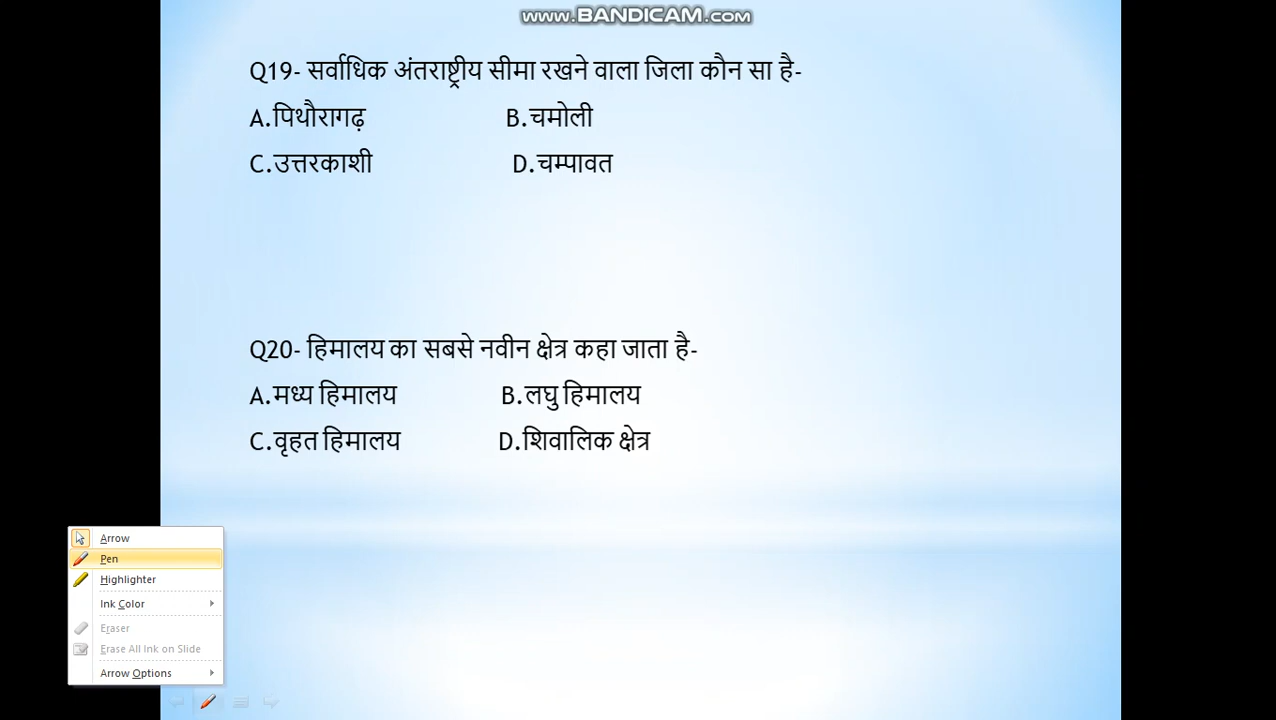 www.BANDICAM.com
Q19- सर्वाधिक अंतराष्ट्रीय सीमा रखने वाला जिला कौन सा है-
A.पिथौरागढ़ B.चमोली
C.उत्तरकाशी D.चम्पावत
Q20- हिमालय का सबसे नवीन क्षेत्र कहा जाता है-
A.मध्य हिमालय B.लघु हिमालय
C.वृहत हिमालय D.शिवालिक क्षेत्र
Arrow
Pen
Highlighter
Ink Color
Eraser
Erase All Ink on Slide
Arrow Options